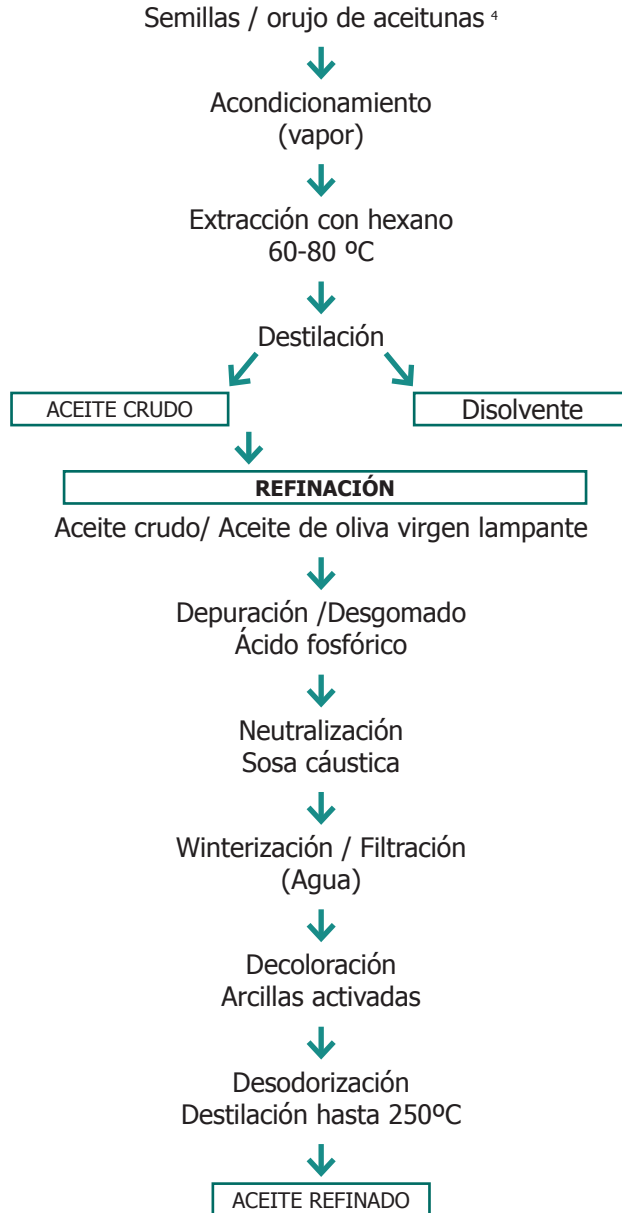 Semillas / orujo de aceitunas ⁴
Acondicionamiento
(vapor)
Extracción con hexano
60-80 ºC
Destilación
ACEITE CRUDO
Disolvente
REFINACIÓN
Aceite crudo/ Aceite de oliva virgen lampante
Depuración /Desgomado
Ácido fosfórico
Neutralización
Sosa cáustica
Winterización / Filtración
(Agua)
Decoloración
Arcillas activadas
Desodorización
Destilación hasta 250ºC
ACEITE REFINADO